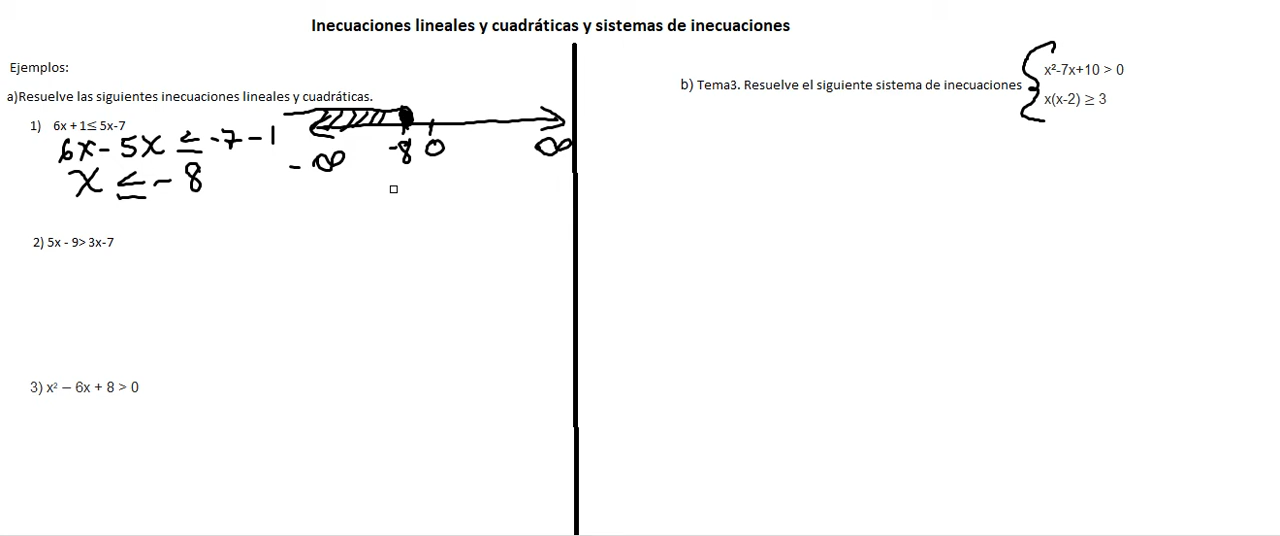 Inecuaciones lineales y cuadráticas y sistemas de inecuaciones
Ejemplos:
a)Resuelve las siguientes inecuaciones lineales y cuadráticas.
1) 6x + 1≤ 5x-7
6x - 5x ≤ -7 - 1
x ≤ - 8
- ∞ -8 0 ∞
2) 5x - 9> 3x-7
3) x² – 6x + 8 > 0
b) Tema3. Resuelve el siguiente sistema de inecuaciones
x²-7x+10 > 0
x(x-2) ≥ 3